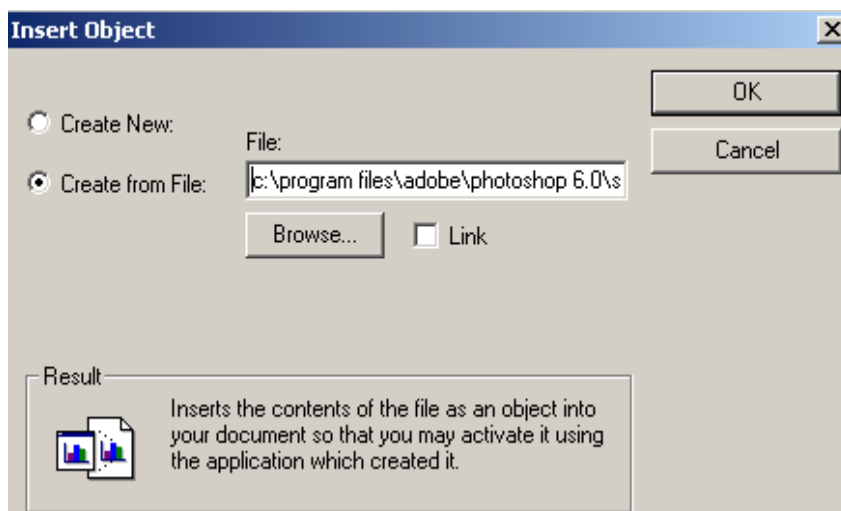 Insert Object
OK
Create New:
File:
Cancel
Create from File:
c:\program files\adobe\photoshop 6.0\s
Browse...
Link
Result
Inserts the contents of the file as an object into
your document so that you may activate it using
the application which created it.